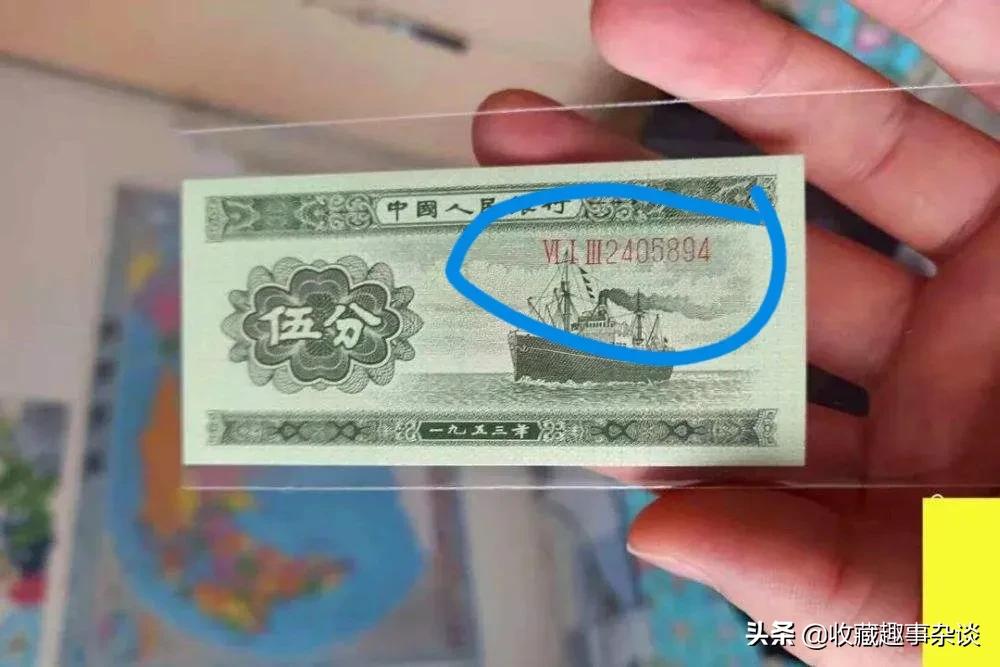 中國人民銀行
Ⅵ Ⅰ Ⅲ 2405894
伍分
一九五三年
头条 @收藏趣事杂谈